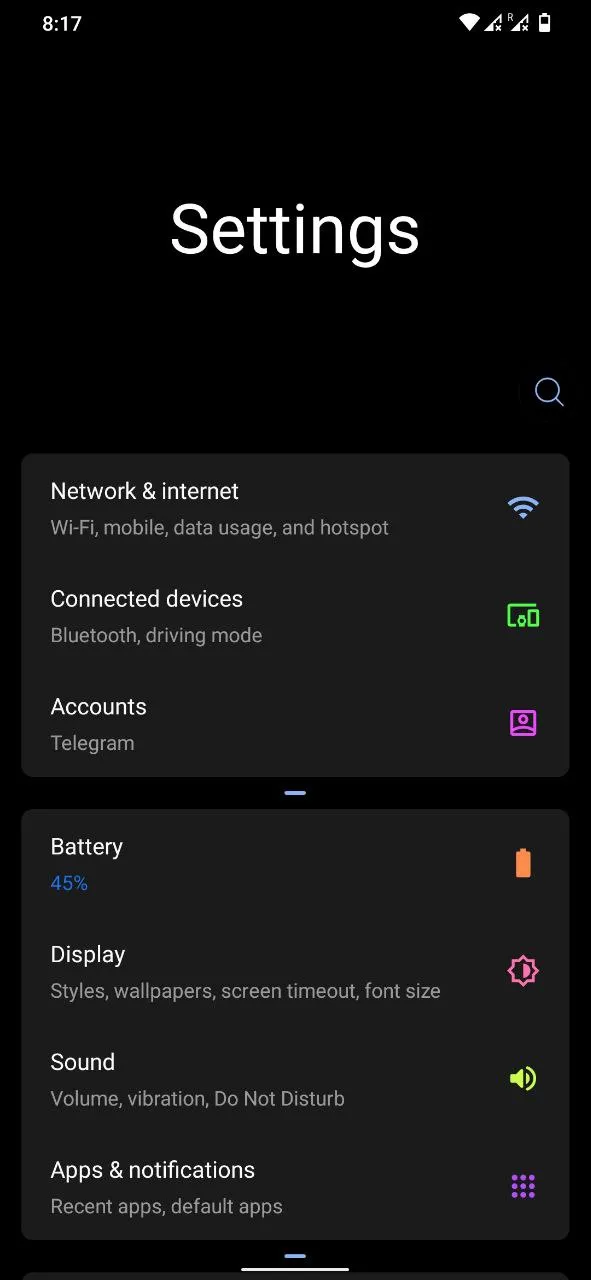 8:17
R
Settings
Network & internet
Wi-Fi, mobile, data usage, and hotspot
Connected devices
Bluetooth, driving mode
Accounts
Telegram
Battery
45%
Display
Styles, wallpapers, screen timeout, font size
Sound
Volume, vibration, Do Not Disturb
Apps & notifications
Recent apps, default apps